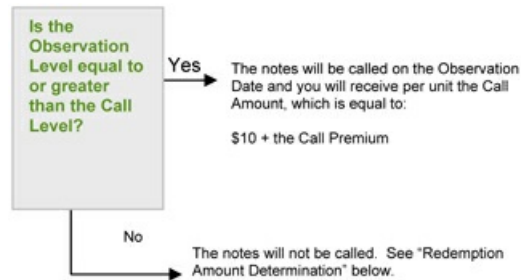 Is the
Observation
Level equal to
or greater
than the Call
Level?
Yes
The notes will be called on the Observation
Date and you will receive per unit the Call
Amount, which is equal to:
$10 + the Call Premium
No
The notes will not be called. See "Redemption
Amount Determination" below.